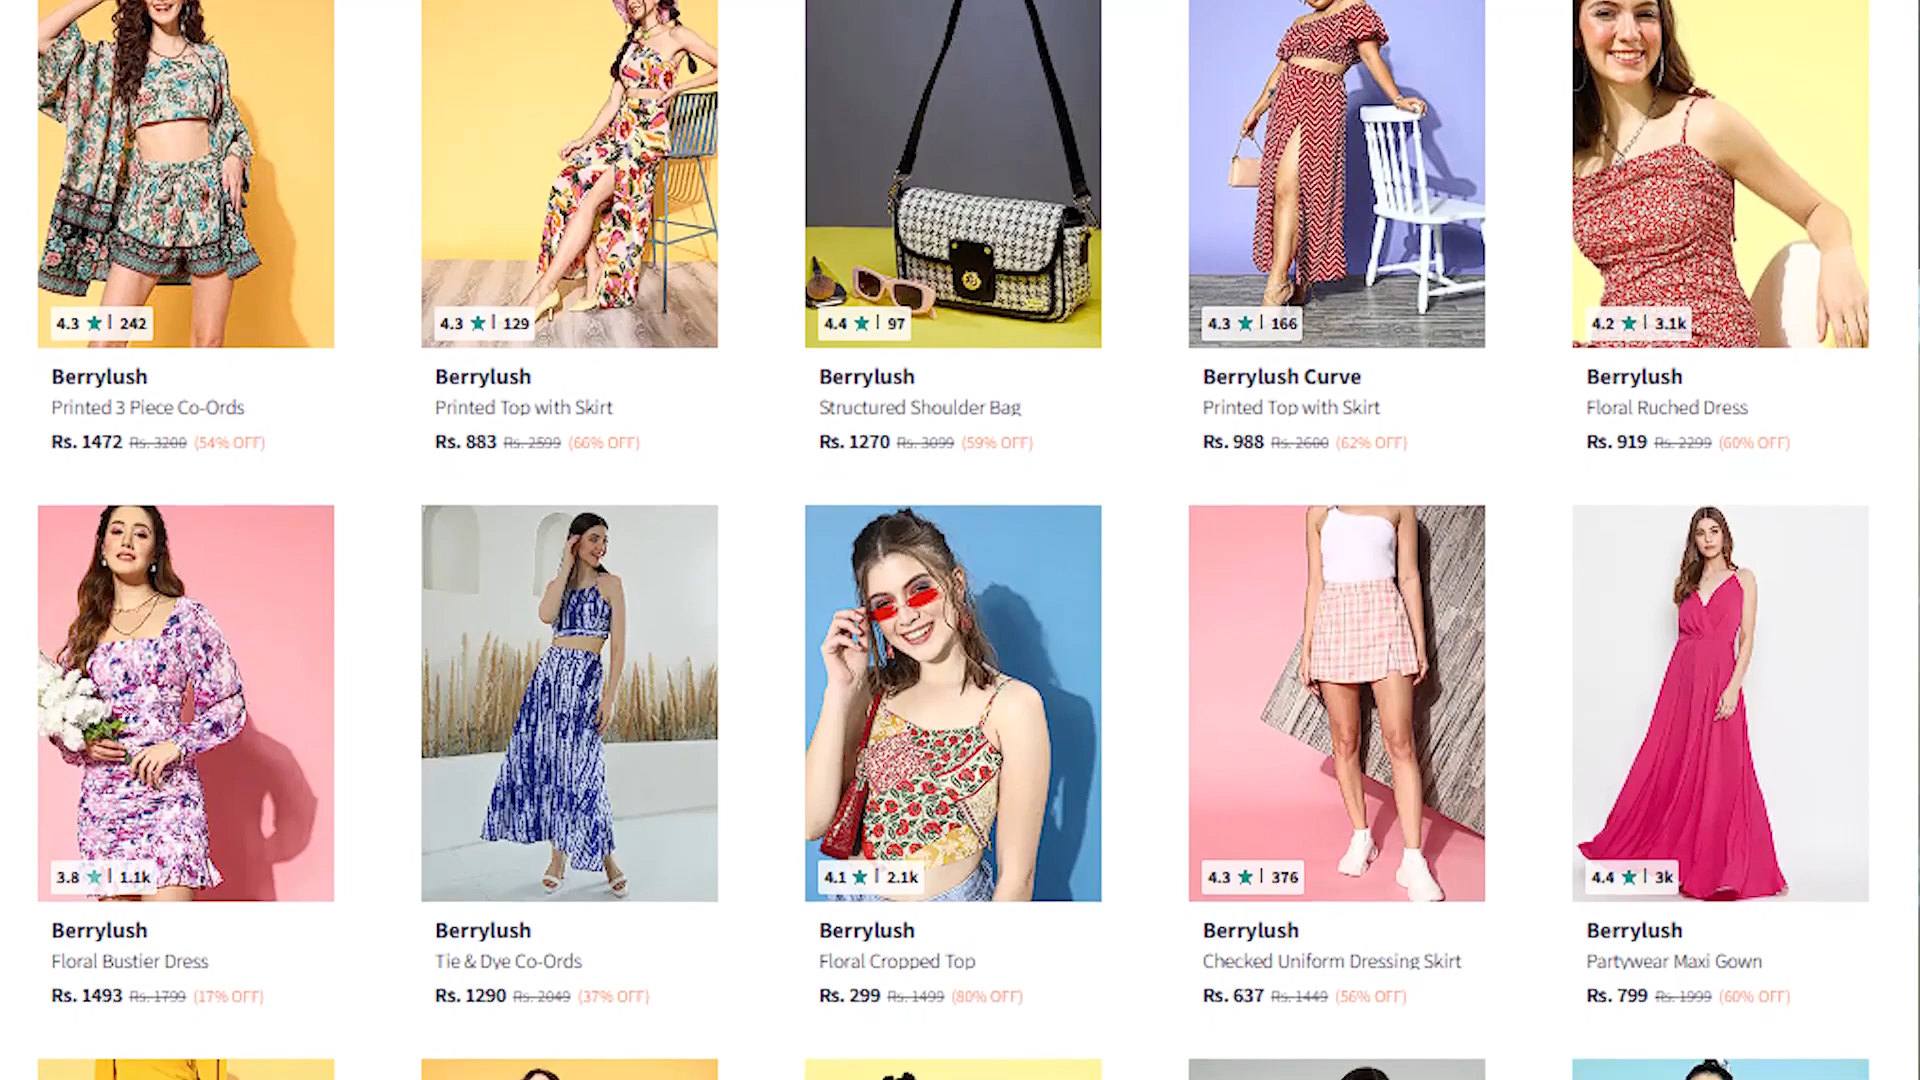 4.3 ★ | 242
4.3 ★ | 129
4.4 ★ | 97
4.3 ★ | 166
4.2 ★ | 3.1k
Berrylush
Printed 3 Piece Co-Ords
Rs. 1472 Rs. 3200 (54% OFF)
Berrylush
Printed Top with Skirt
Rs. 883 Rs. 2599 (66% OFF)
Berrylush
Structured Shoulder Bag
Rs. 1270 Rs. 3099 (59% OFF)
Berrylush Curve
Printed Top with Skirt
Rs. 988 Rs. 2600 (62% OFF)
Berrylush
Floral Ruched Dress
Rs. 919 Rs. 2299 (60% OFF)
3.8 ★ | 1.1k
4.1 ★ | 2.1k
4.3 ★ | 376
4.4 ★ | 3k
Berrylush
Floral Bustier Dress
Rs. 1493 Rs. 1799 (17% OFF)
Berrylush
Tie & Dye Co-Ords
Rs. 1290 Rs. 2049 (37% OFF)
Berrylush
Floral Cropped Top
Rs. 299 Rs. 1499 (80% OFF)
Berrylush
Checked Uniform Dressing Skirt
Rs. 637 Rs. 1449 (56% OFF)
Berrylush
Partywear Maxi Gown
Rs. 799 Rs. 1999 (60% OFF)